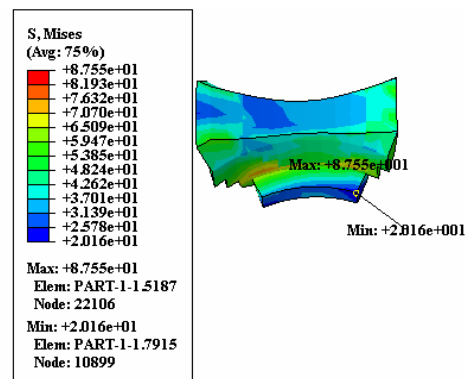 S, Mises
(Avg: 75%)
+8.755e+01
+8.193e+01
+7.632e+01
+7.070e+01
+6.509e+01
+5.947e+01
+5.385e+01
+4.824e+01
+4.262e+01
+3.701e+01
+3.139e+01
+2.578e+01
+2.016e+01
Max: +8.755e+01
Elem: PART-1-1.5187
Node: 22106
Min: +2.016e+01
Elem: PART-1-1.7915
Node: 10899
Max: +8.755e+001
Min: +2.016e+001